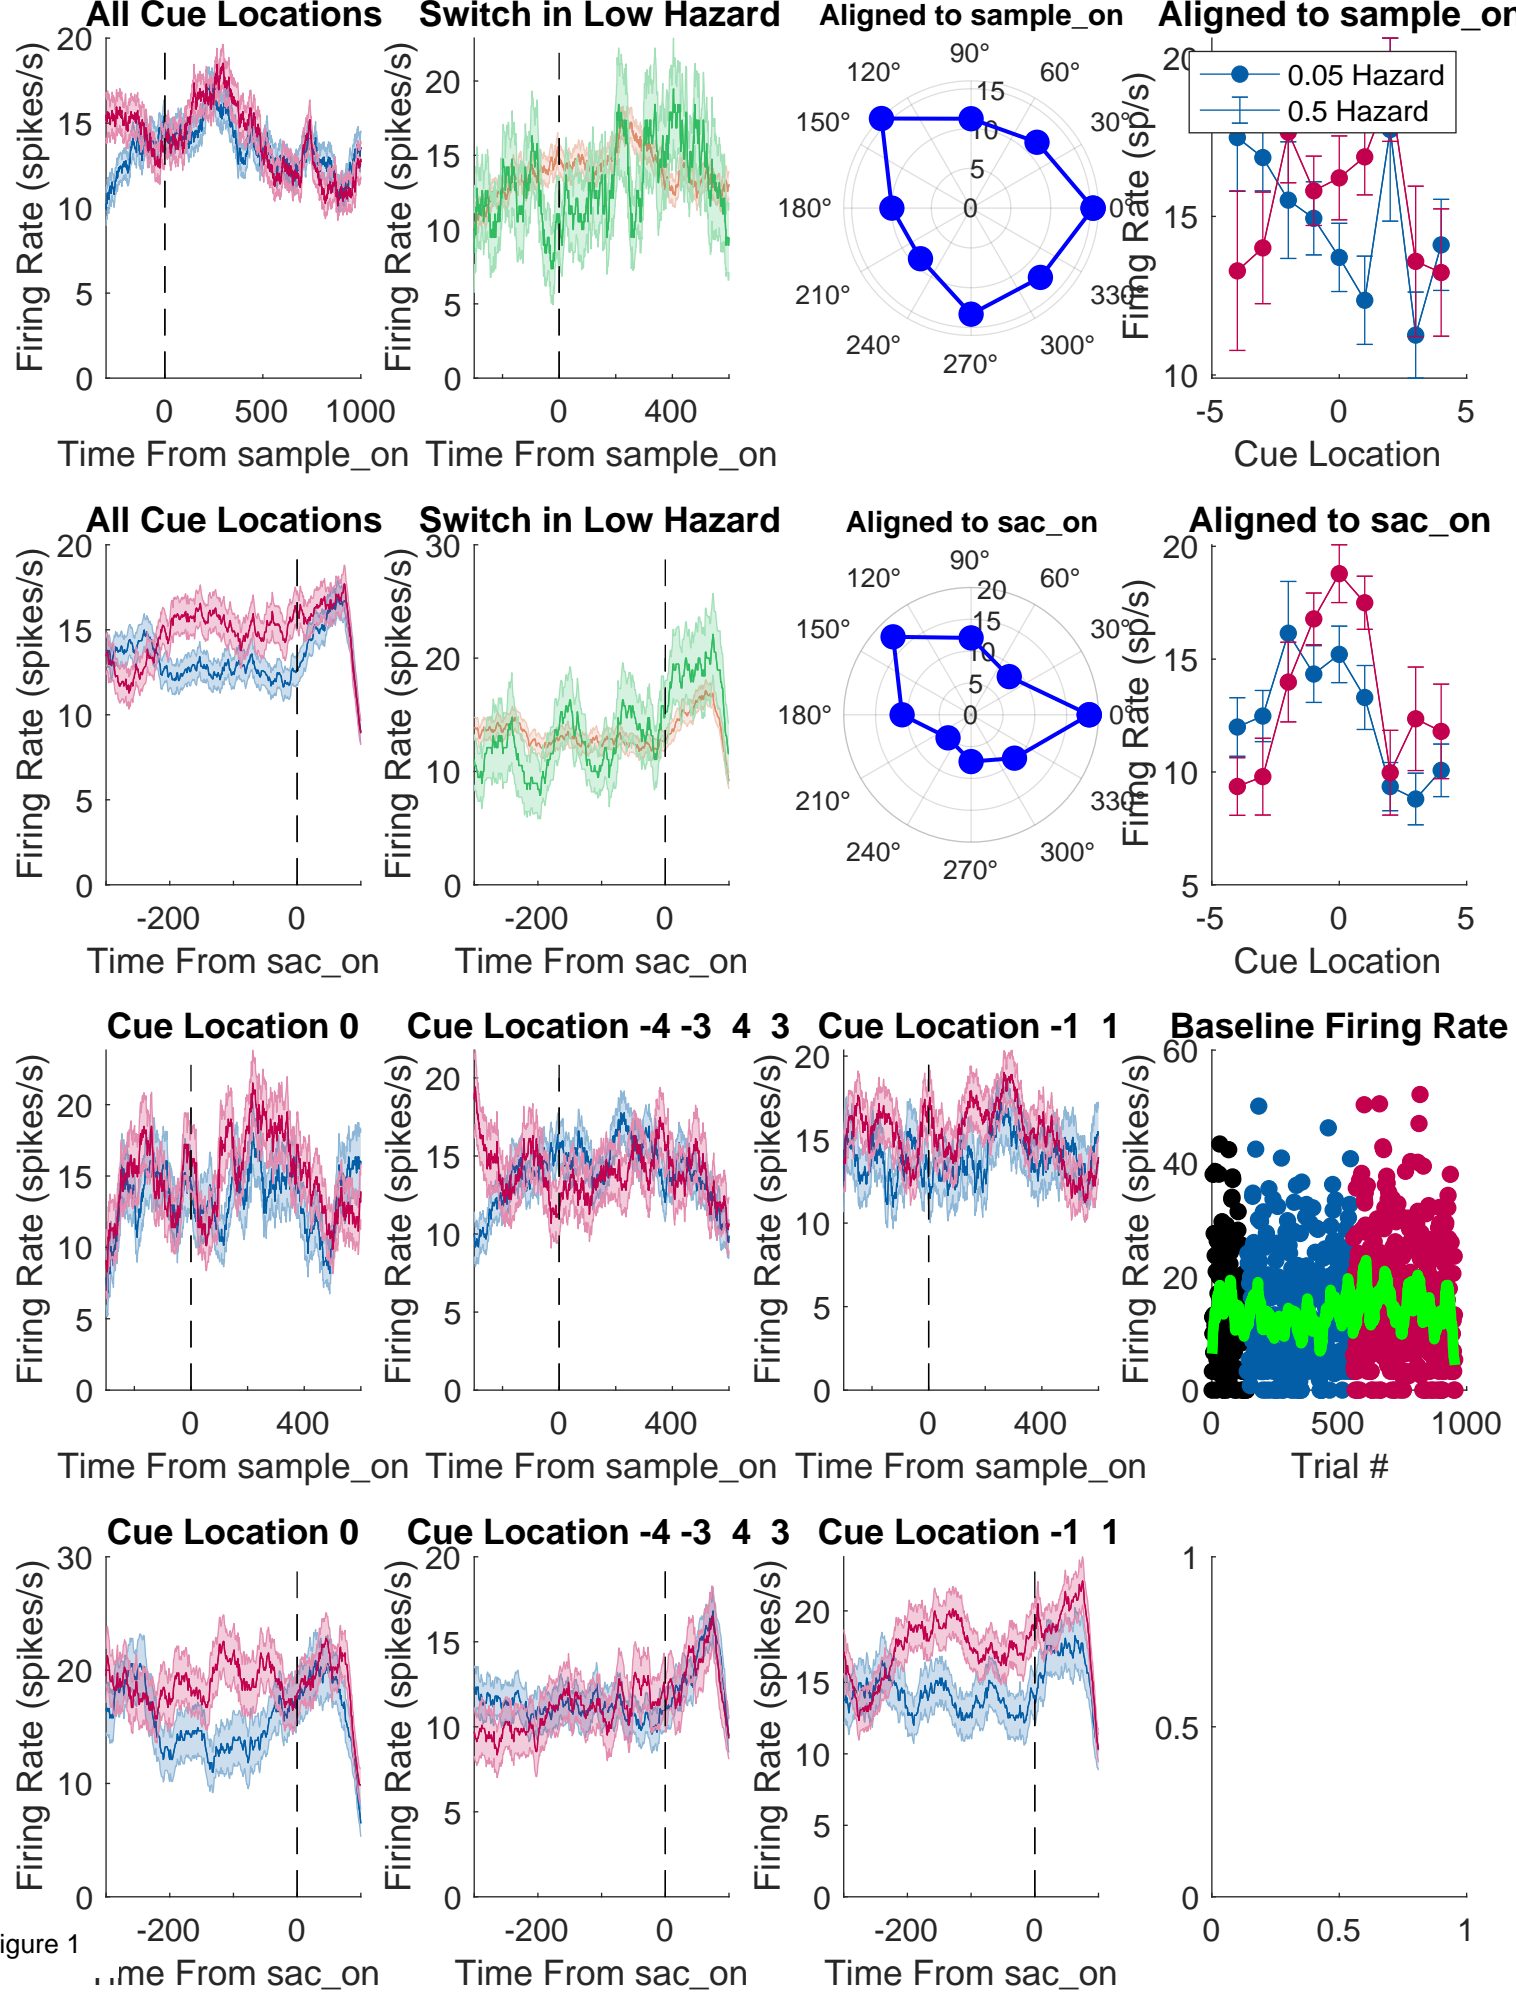 All Cue Locations
Firing Rate (spikes/s)
20
15
10
5
0
0
500
1000
Time From sample_on
Switch in Low Hazard
Firing Rate (spikes/s)
20
15
10
5
0
0
400
Time From sample_on
Aligned to sample_on
90°
120°
60°
150°
30°
180°
0°
210°
330°
240°
300°
270°
15
10
5
0
Aligned to sample_on
Firing Rate (sp/s)
20
15
10
0.05 Hazard
0.5 Hazard
-5
0
5
Cue Location
All Cue Locations
Firing Rate (spikes/s)
20
15
10
5
0
-200
0
Time From sac_on
Switch in Low Hazard
Firing Rate (spikes/s)
30
20
10
0
-200
0
Time From sac_on
Aligned to sac_on
90°
120°
60°
150°
30°
180°
0°
210°
330°
240°
300°
270°
20
15
10
5
0
Aligned to sac_on
Firing Rate (sp/s)
20
15
10
5
-5
0
5
Cue Location
Cue Location 0
Firing Rate (spikes/s)
20
15
10
5
0
0
400
Time From sample_on
Cue Location -4 -3  4  3
Firing Rate (spikes/s)
20
15
10
5
0
0
400
Time From sample_on
Cue Location -1  1
Firing Rate (spikes/s)
20
15
10
5
0
0
400
Time From sample_on
Baseline Firing Rate
Firing Rate (spikes/s)
60
40
20
0
0
500
1000
Trial #
Cue Location 0
Firing Rate (spikes/s)
30
20
10
0
-200
0
Time From sac_on
Cue Location -4 -3  4  3
Firing Rate (spikes/s)
20
15
10
5
0
-200
0
Time From sac_on
Cue Location -1  1
Firing Rate (spikes/s)
20
15
10
5
0
-200
0
Time From sac_on
1
0.5
0
0
0.5
1
igure 1